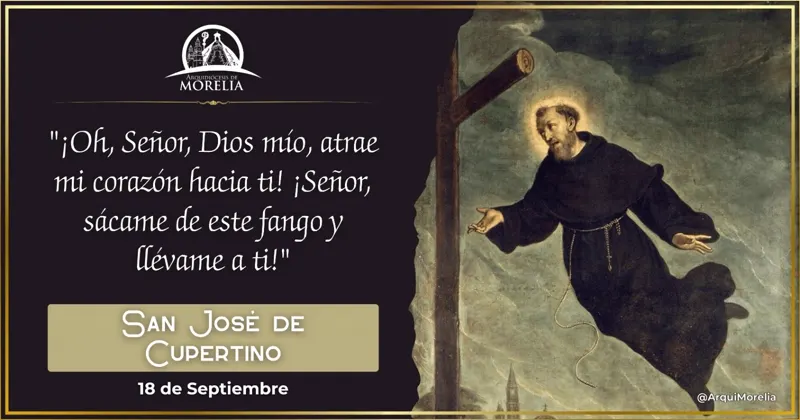 ARQUIDIÓCESIS DE
MORELIA
"¡Oh, Señor, Dios mío, atrae
mi corazón hacia ti! ¡Señor,
sácame de este fango y
llévame a ti!"
San José de
Cupertino
18 de Septiembre
@ArquiMorelia